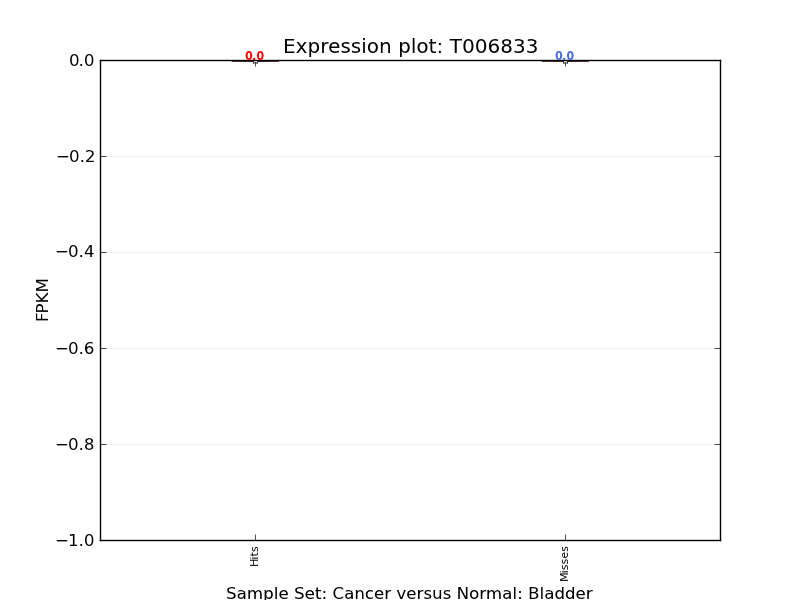 Expression plot: T006833
0.0 0.0
0.0
−0.2
−0.4
−0.6
−0.8
−1.0
FPKM
Hits Misses
Sample Set: Cancer versus Normal: Bladder